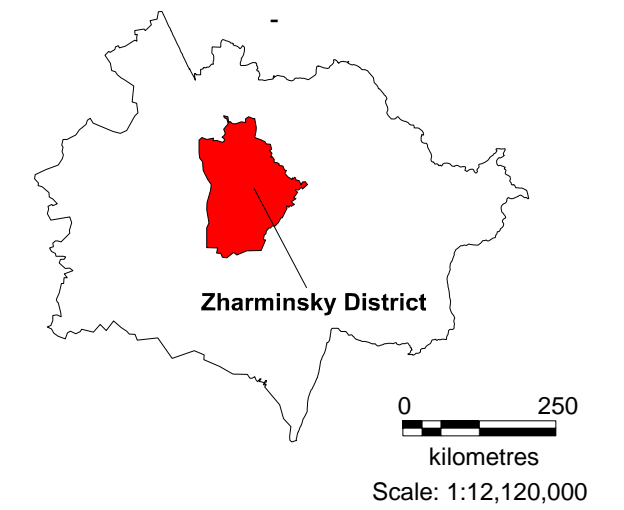 -
Zharminsky District
0 250
kilometres
Scale: 1:12,120,000